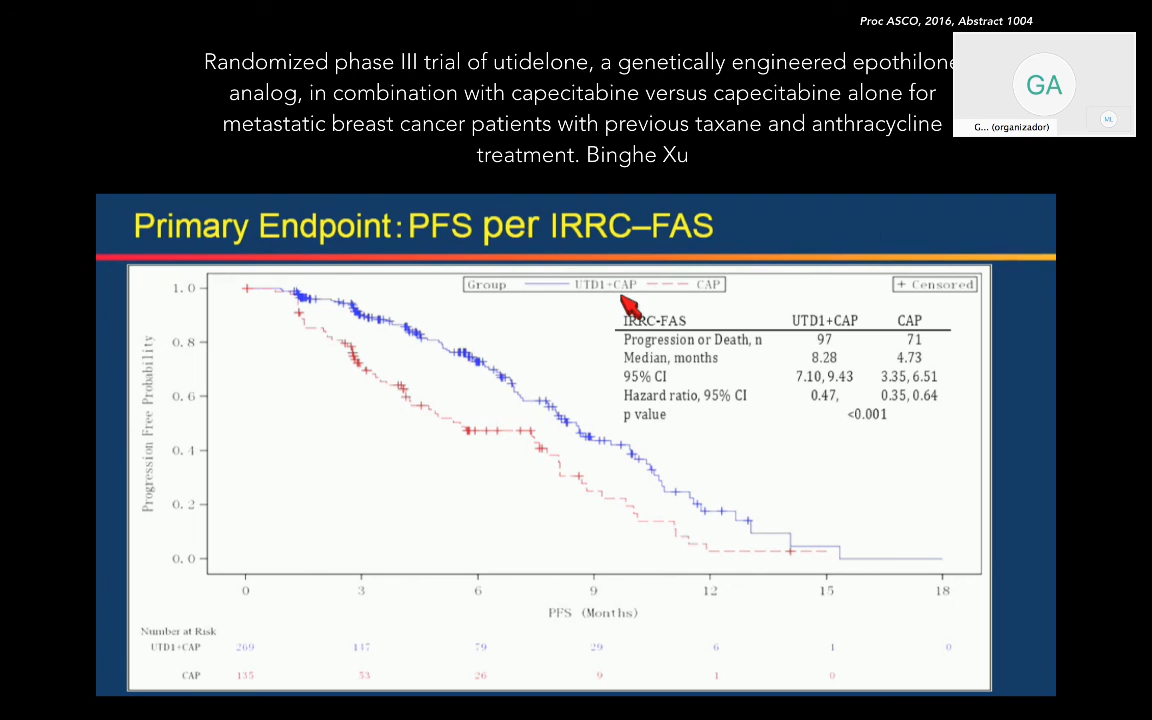 Proc ASCO, 2016, Abstract 1004
Randomized phase III trial of utidelone, a genetically engineered epothilone
analog, in combination with capecitabine versus capecitabine alone for
metastatic breast cancer patients with previous taxane and anthracycline
treatment. Binghe Xu
GA
G... (organizador)
ML
Primary Endpoint: PFS per IRRC–FAS
Group UTD1+CAP CAP
+ Censored
IRRC-FAS UTD1+CAP CAP
Progression or Death, n 97 71
Median, months 8.28 4.73
95% CI 7.10, 9.43 3.35, 6.51
Hazard ratio, 95% CI 0.47, 0.35, 0.64
p value <0.001
Progression Free Probability
1.0
0.8
0.6
0.4
0.2
0.0
0 3 6 9 12 15 18
PFS (Months)
Number at Risk
UTD1+CAP 269 79 29 6 1 0
CAP 135 53 26 9 1 0